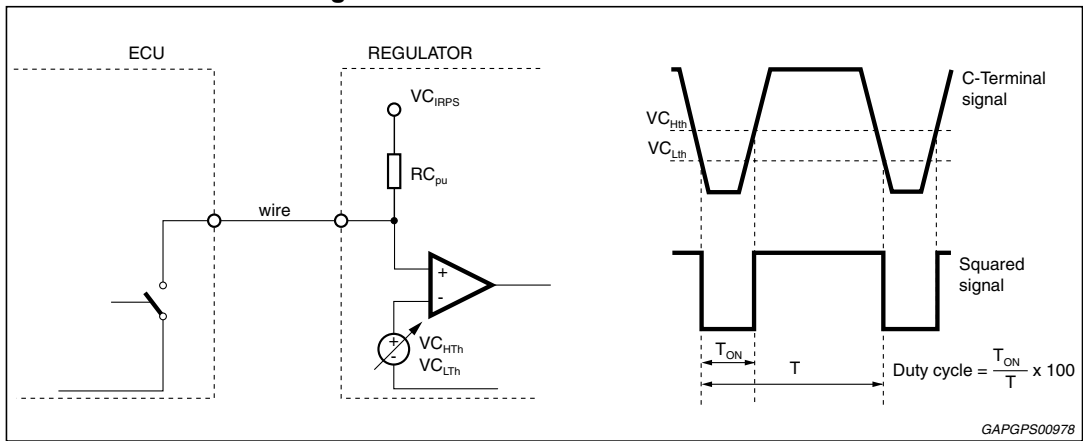 ECU
REGULATOR
VC_IRPS
RC_pu
wire
+
-
+
-
VC_HTh
VC_LTh
C-Terminal
signal
VC_Hth
VC_Lth
Squared
signal
T_ON
T
Duty cycle = T_ON / T x 100
GAPGPS00978